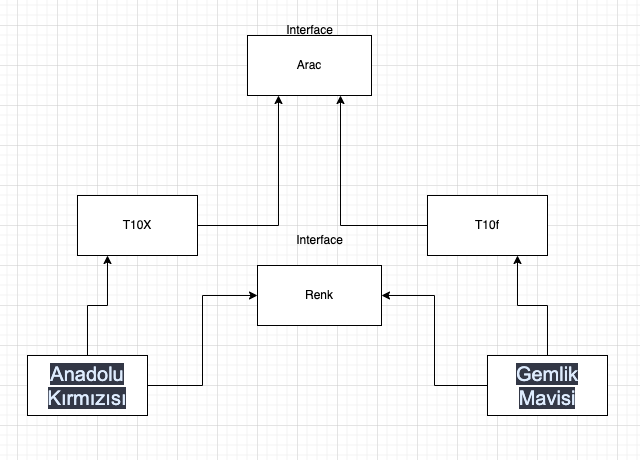 Interface
Arac
T10X
T10f
Interface
Renk
Anadolu
Kırmızısı
Gemlik
Mavisi